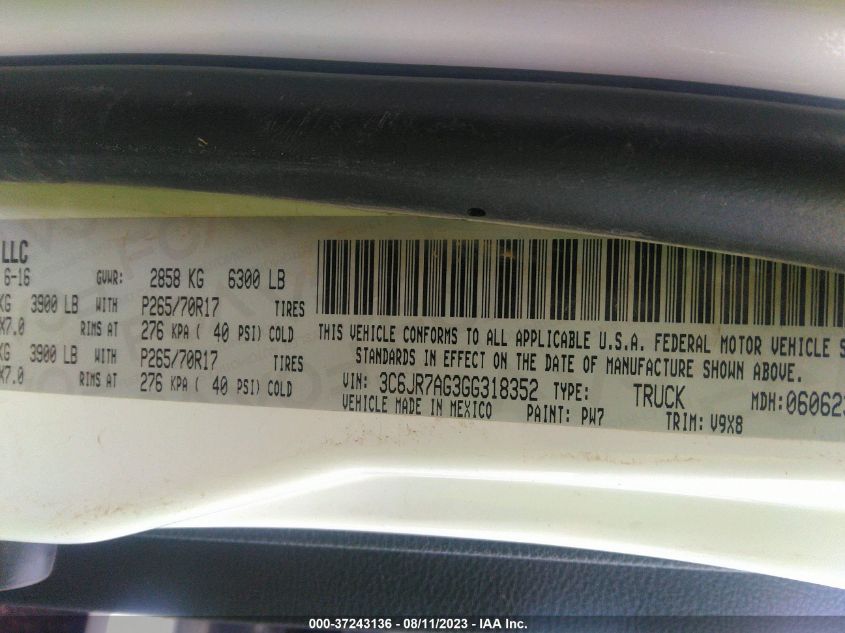 LLC
6-16 GVWR: 2858 KG 6300 LB
KG 3900 LB WITH P265/70R17 TIRES
X7.0 RIMS AT 276 KPA ( 40 PSI) COLD
KG 3900 LB WITH P265/70R17 TIRES
X7.0 RIMS AT 276 KPA ( 40 PSI) COLD
THIS VEHICLE CONFORMS TO ALL APPLICABLE U.S.A. FEDERAL MOTOR VEHICLE S
STANDARDS IN EFFECT ON THE DATE OF MANUFACTURE SHOWN ABOVE.
VIN: 3C6JR7AG3GG318352 TYPE: TRUCK MDH:060623
VEHICLE MADE IN MEXICO PAINT: PW7 TRIM: V9X8
000-37243136 - 08/11/2023 - IAA Inc.